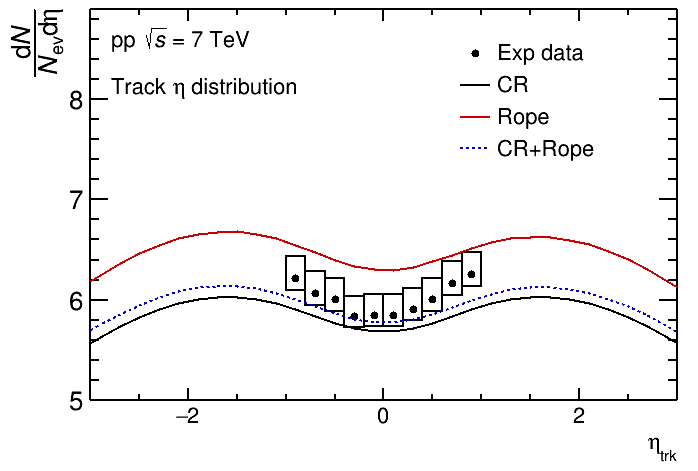 dN
N_ev dη
pp √s = 7 TeV
Track η distribution
Exp data
CR
Rope
CR+Rope
8
7
6
5
−2
0
2
η_trk